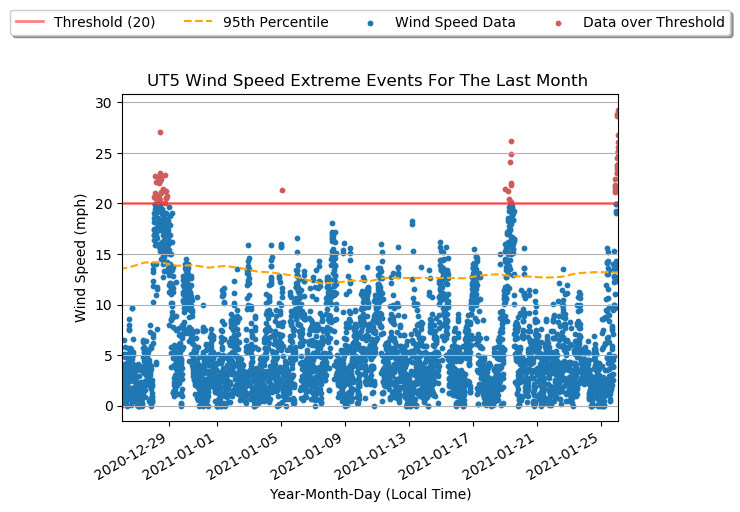 Threshold (20) 95th Percentile Wind Speed Data Data over Threshold
UT5 Wind Speed Extreme Events For The Last Month
30
25
20
15
10
5
0
Wind Speed (mph)
2020-12-29 2021-01-01 2021-01-05 2021-01-09 2021-01-13 2021-01-17 2021-01-21 2021-01-25
Year-Month-Day (Local Time)